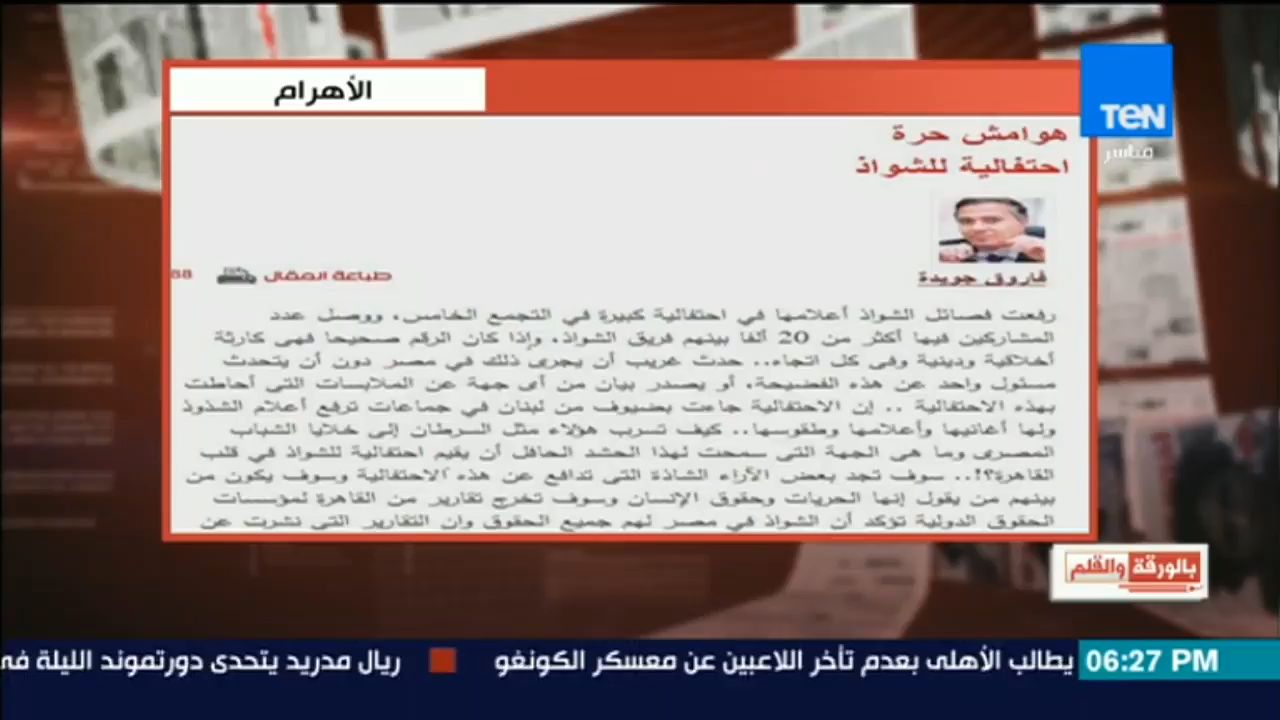 الأهرام
TEN
مباشر
هوامش حرة
احتفالية للشواذ
فاروق جويدة
طباعة المقال
88
رفعت فصائل الشواذ أعلامها في احتفالية كبيرة في التجمع الخامس، ووصل عدد
المشاركين فيها أكثر من 20 ألفا بينهم فريق الشواذ، وإذا كان الرقم صحيحا فهى كارثة
أخلاقية ودينية وفى كل اتجاه.. حدث غريب أن يجرى ذلك في مصر دون أن يتحدث
مسئول واحد عن هذه الفضيحة، أو يصدر بيان من أى جهة عن الملابسات التى أحاطت
بهذه الاحتفالية .. إن الاحتفالية جاءت بضيوف من لبنان في جماعات ترفع أعلام الشذوذ
ولها أغانيها وأعلامها وطقوسها.. كيف تسرب هؤلاء مثل السرطان إلى خلايا الشباب
المصرى وما هى الجهة التى سمحت لهذا الحشد الحافل أن يقيم احتفالية للشواذ في قلب
القاهرة؟!.. سوف تجد بعض الآراء الشاذة التى تدافع عن هذه الاحتفالية وسوف يكون من
بينهم من يقول إنها الحريات وحقوق الإنسان وسوف تخرج تقارير من القاهرة لمؤسسات
الحقوق الدولية تؤكد أن الشواذ في مصر لهم جميع الحقوق وان التقارير التى نشرت عن
بالورقة والقلم
06:27 PM
يطالب الأهلى بعدم تأخر اللاعبين عن معسكر الكونغو
ريال مدريد يتحدى دورتموند الليلة فى